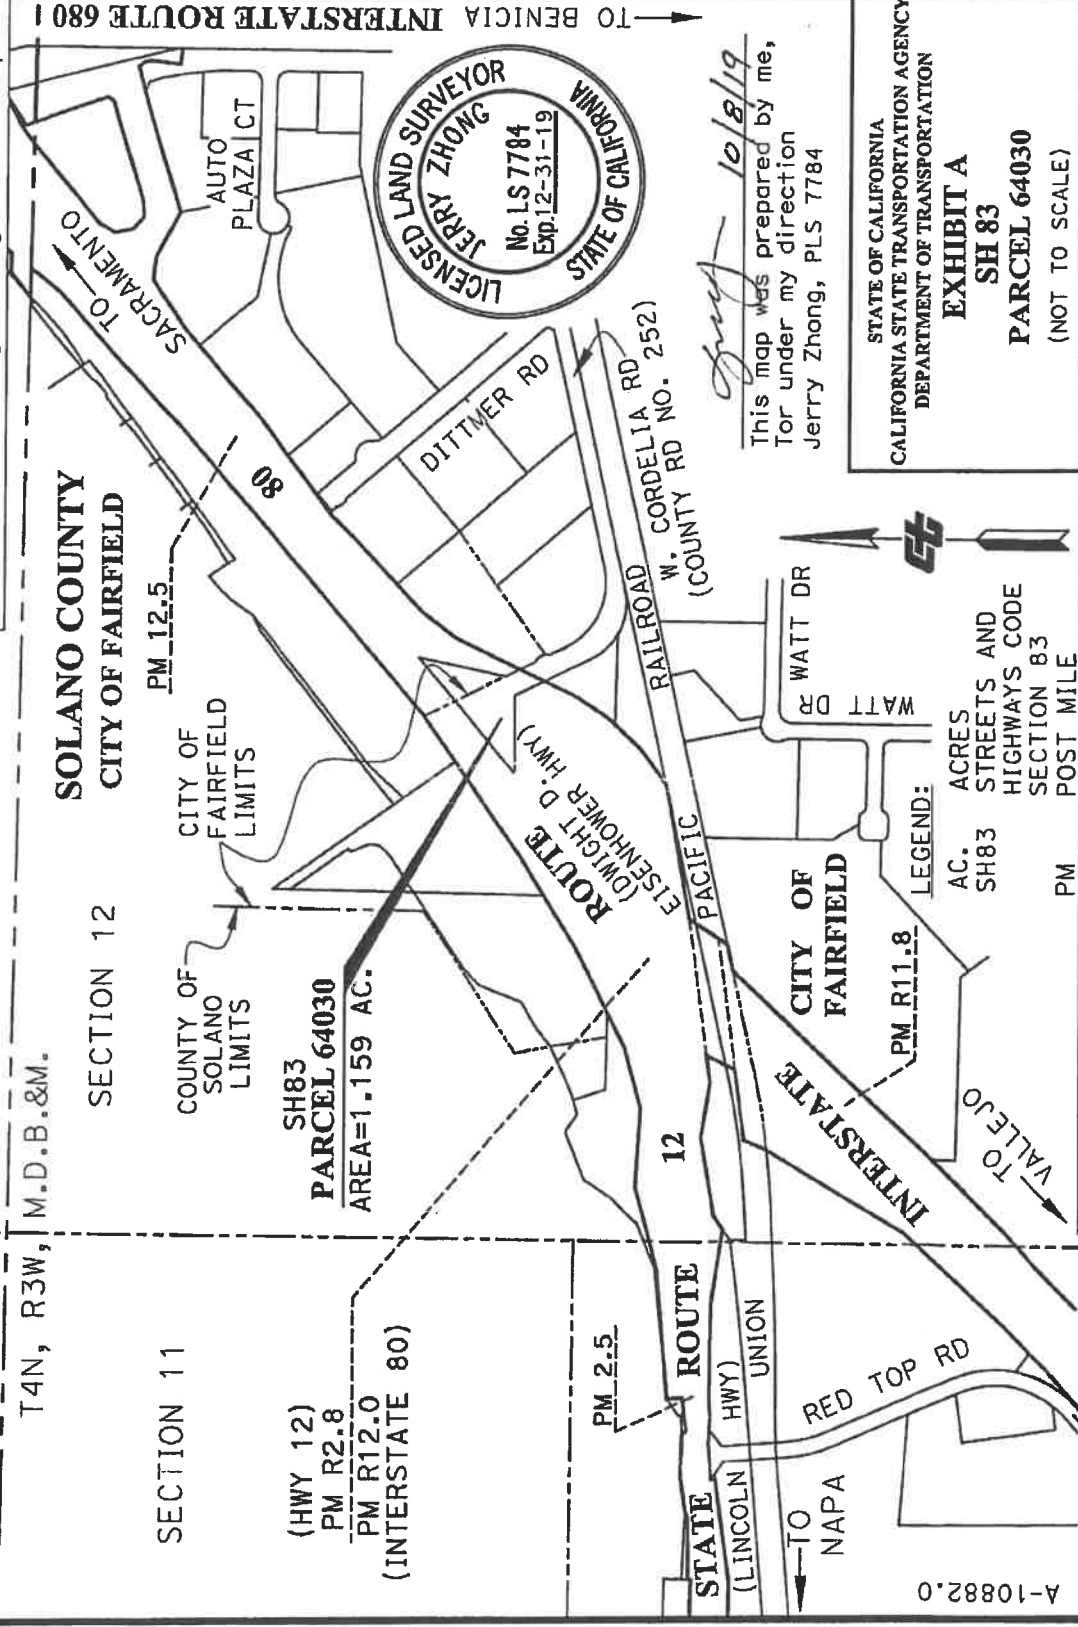 T4N, R3W, M.D.B.&M.
SECTION 11
SECTION 12
SOLANO COUNTY
CITY OF FAIRFIELD
COUNTY OF
SOLANO
LIMITS
CITY OF
FAIRFIELD
LIMITS
PM 12.5
TO
SACRAMENTO
AUTO
PLAZA CT
TO BENICIA INTERSTATE ROUTE 680
(HWY 12)
PM R2.8
PM R12.0
(INTERSTATE 80)
SH83
PARCEL 64030
AREA=1.159 AC.
80
DITTMER RD
ROUTE
(DWIGHT D.
EISENHOWER HWY)
W. CORDELIA RD
(COUNTY RD NO. 252)
PM 2.5
STATE ROUTE 12
(LINCOLN HWY)
UNION PACIFIC RAILROAD
TO
NAPA
RED TOP RD
INTERSTATE
TO
VALLEJO
PM R11.8
CITY OF
FAIRFIELD
WATT DR
WATT DR
LEGEND:
AC. ACRES
SH83 STREETS AND
HIGHWAYS CODE
SECTION 83
PM POST MILE
LICENSED LAND SURVEYOR
JERRY ZHONG
No. LS 7784
Exp. 12-31-19
STATE OF CALIFORNIA
10/8/19
This map was prepared by me,
Tor under my direction
Jerry Zhong, PLS 7784
STATE OF CALIFORNIA
CALIFORNIA STATE TRANSPORTATION AGENCY
DEPARTMENT OF TRANSPORTATION
EXHIBIT A
SH 83
PARCEL 64030
(NOT TO SCALE)
A-10882.0